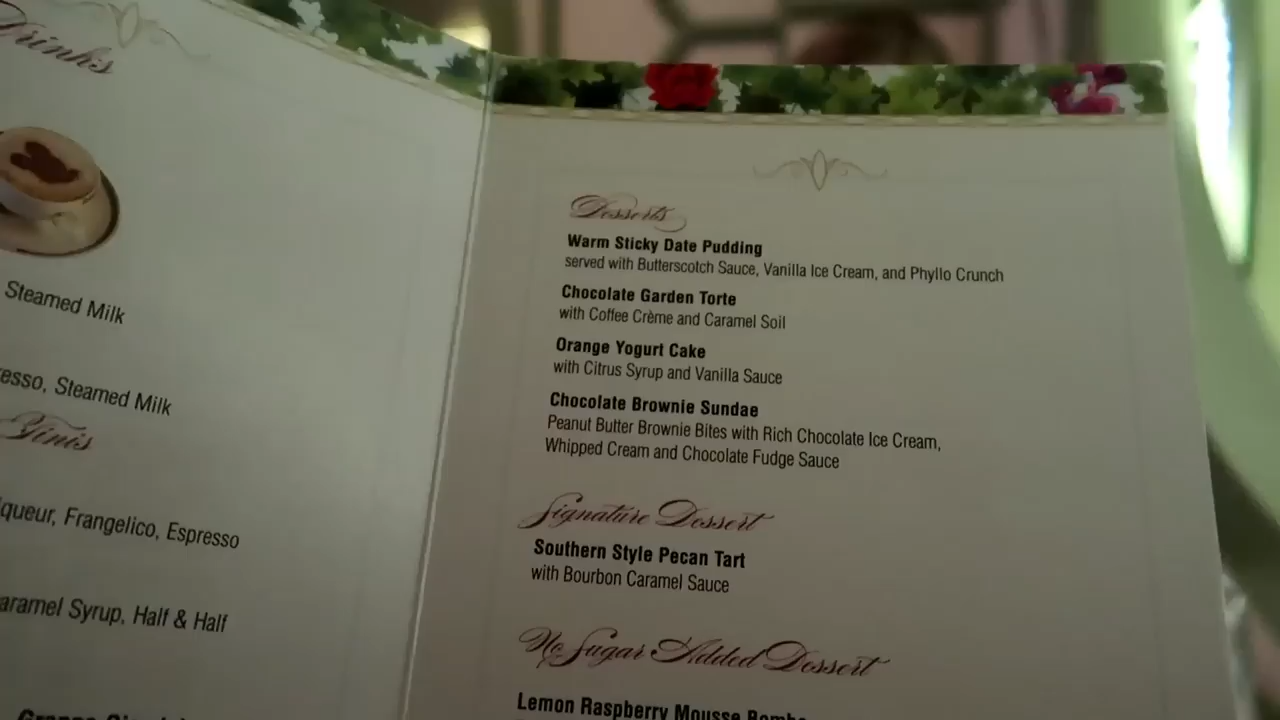 Drinks
Steamed Milk
esso, Steamed Milk
Tinis
queur, Frangelico, Espresso
aramel Syrup, Half & Half
Desserts
Warm Sticky Date Pudding
served with Butterscotch Sauce, Vanilla Ice Cream, and Phyllo Crunch
Chocolate Garden Torte
with Coffee Crème and Caramel Soil
Orange Yogurt Cake
with Citrus Syrup and Vanilla Sauce
Chocolate Brownie Sundae
Peanut Butter Brownie Bites with Rich Chocolate Ice Cream,
Whipped Cream and Chocolate Fudge Sauce
Signature Dessert
Southern Style Pecan Tart
with Bourbon Caramel Sauce
No Sugar Added Dessert
Lemon Raspberry Mousse Bombe